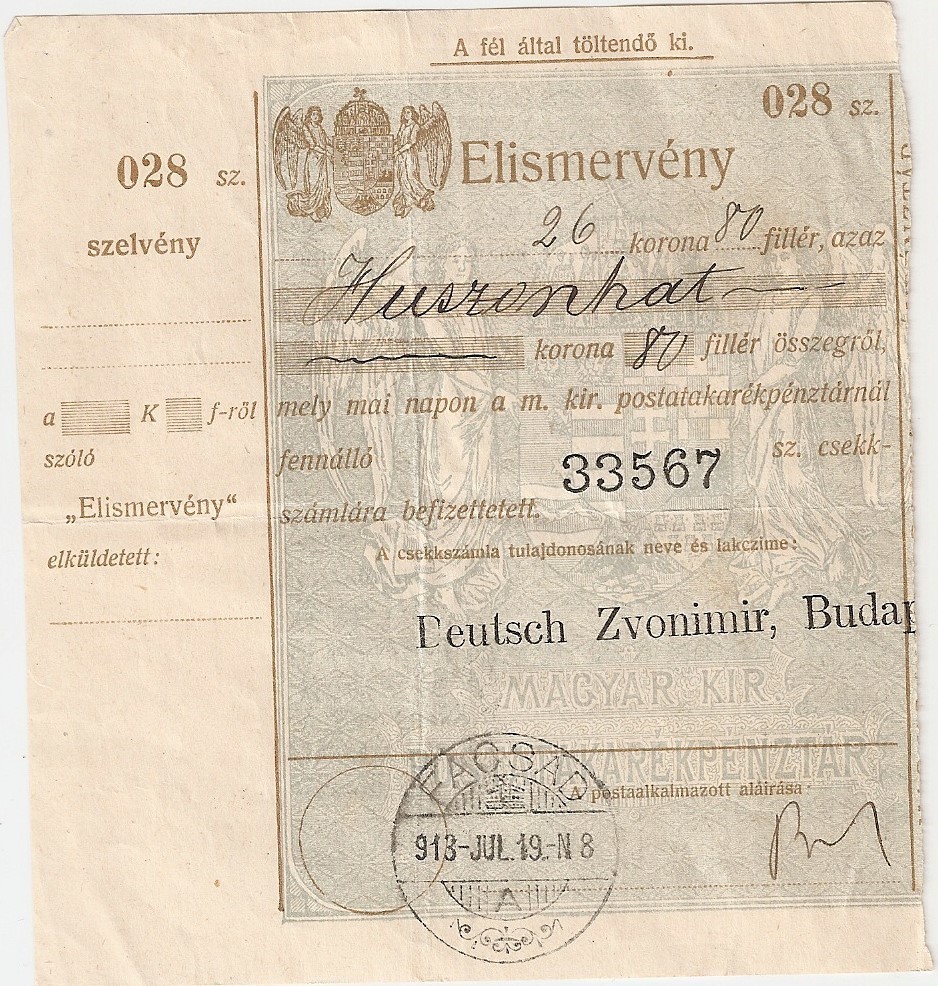 A fél által töltendő ki.
028 sz.
szelvény
a K f-ről
szóló
„Elismervény“
elküldetett:
028 sz.
Elismervény
26 korona 80 fillér, azaz
Huszonhat
korona 80 fillér összegről,
mely mai napon a m. kir. postatakarékpénztárnál
fennálló 33567 sz. csekk-
számlára befizettetett.
A csekkszámla tulajdonosának neve és lakczime:
Deutsch Zvonimir, Budap
MAGYAR KIR
KARÉKPÉNZTÁR
A postaalkalmazott aláirása:
FACSÁD
913-JUL.19.-N 8
A